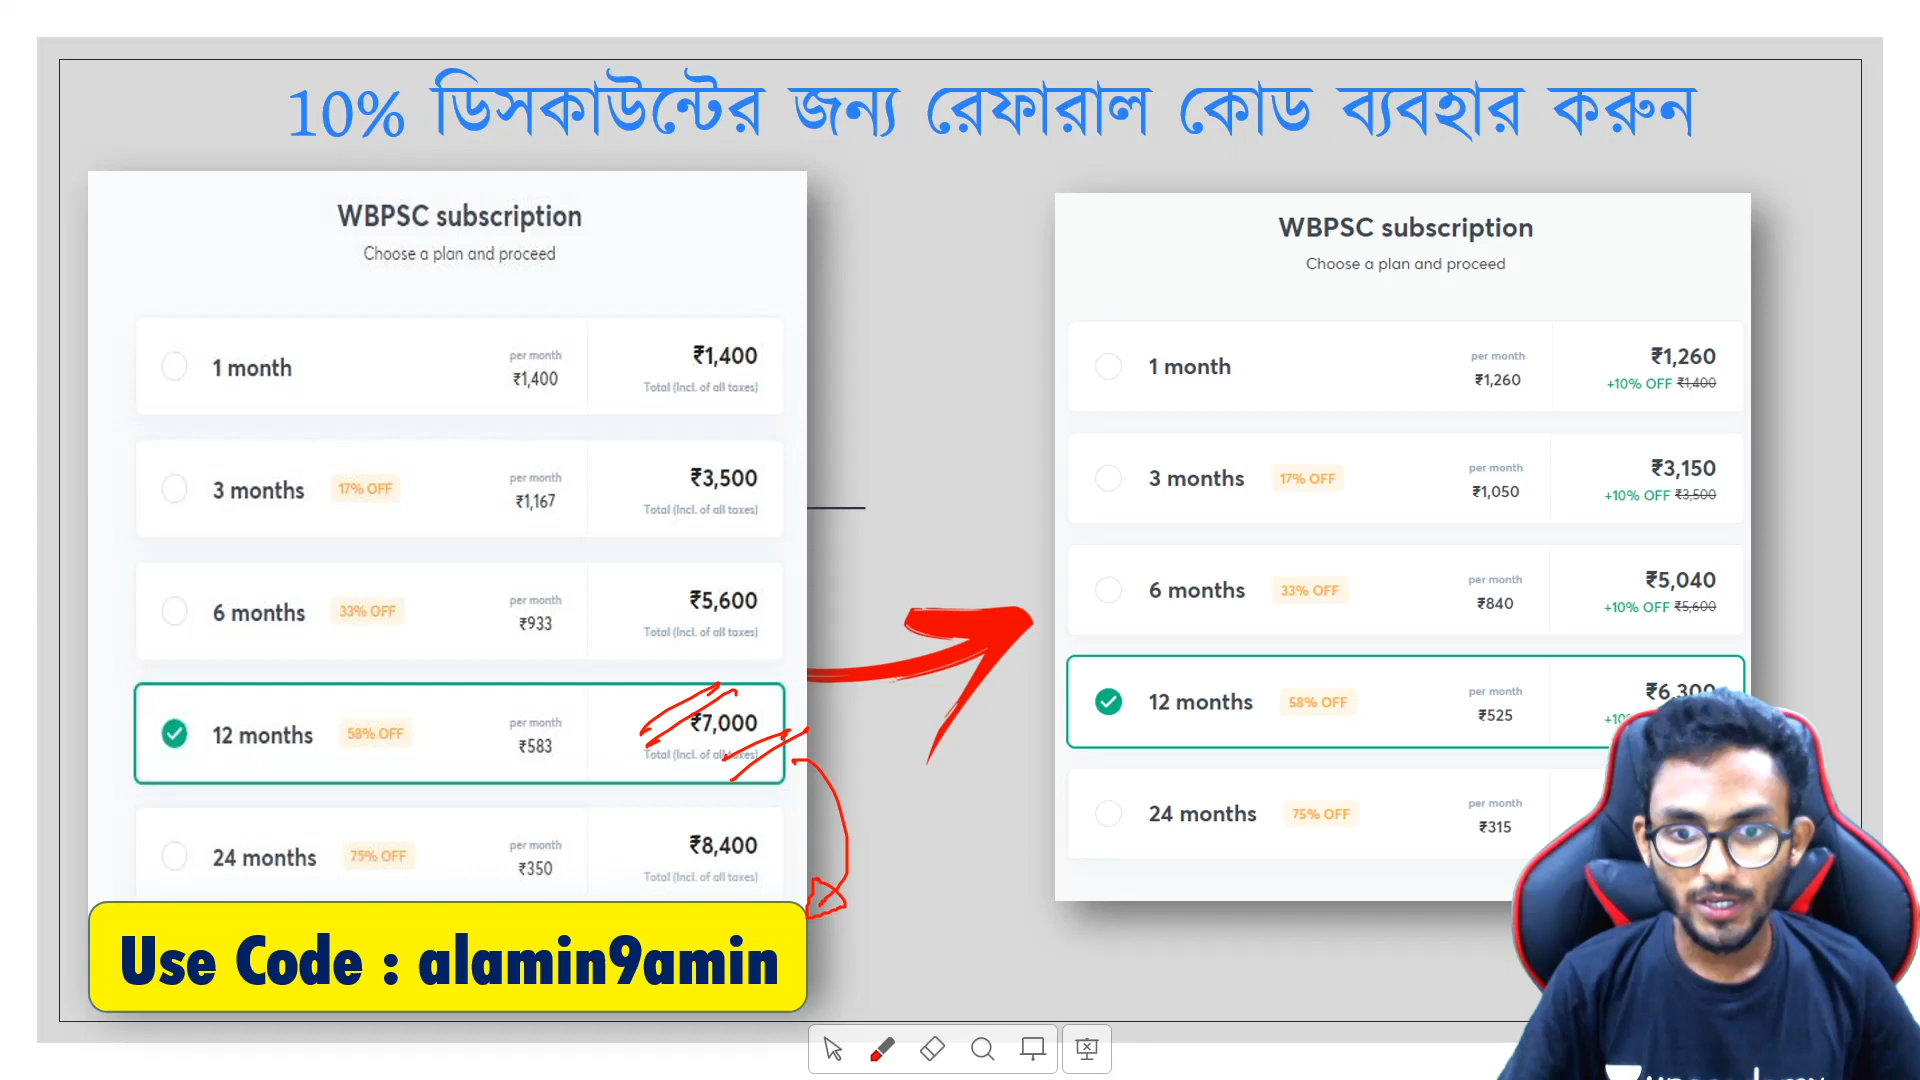 10% ডিসকাউন্টের জন্য রেফারাল কোড ব্যবহার করুন
WBPSC subscription
Choose a plan and proceed
1 month
per month
₹1,400
₹1,400
Total (Incl. of all taxes)
3 months
17% OFF
per month
₹1,167
₹3,500
Total (Incl. of all taxes)
6 months
33% OFF
per month
₹933
₹5,600
Total (Incl. of all taxes)
12 months
58% OFF
per month
₹583
₹7,000
Total (Incl. of all taxes)
24 months
75% OFF
per month
₹350
₹8,400
Total (Incl. of all taxes)
Use Code : alamin9amin
WBPSC subscription
Choose a plan and proceed
1 month
per month
₹1,260
₹1,260
+10% OFF ₹1,400
3 months
17% OFF
per month
₹1,050
₹3,150
+10% OFF ₹3,500
6 months
33% OFF
per month
₹840
₹5,040
+10% OFF ₹5,600
12 months
58% OFF
per month
₹525
₹6,300
24 months
75% OFF
per month
₹315